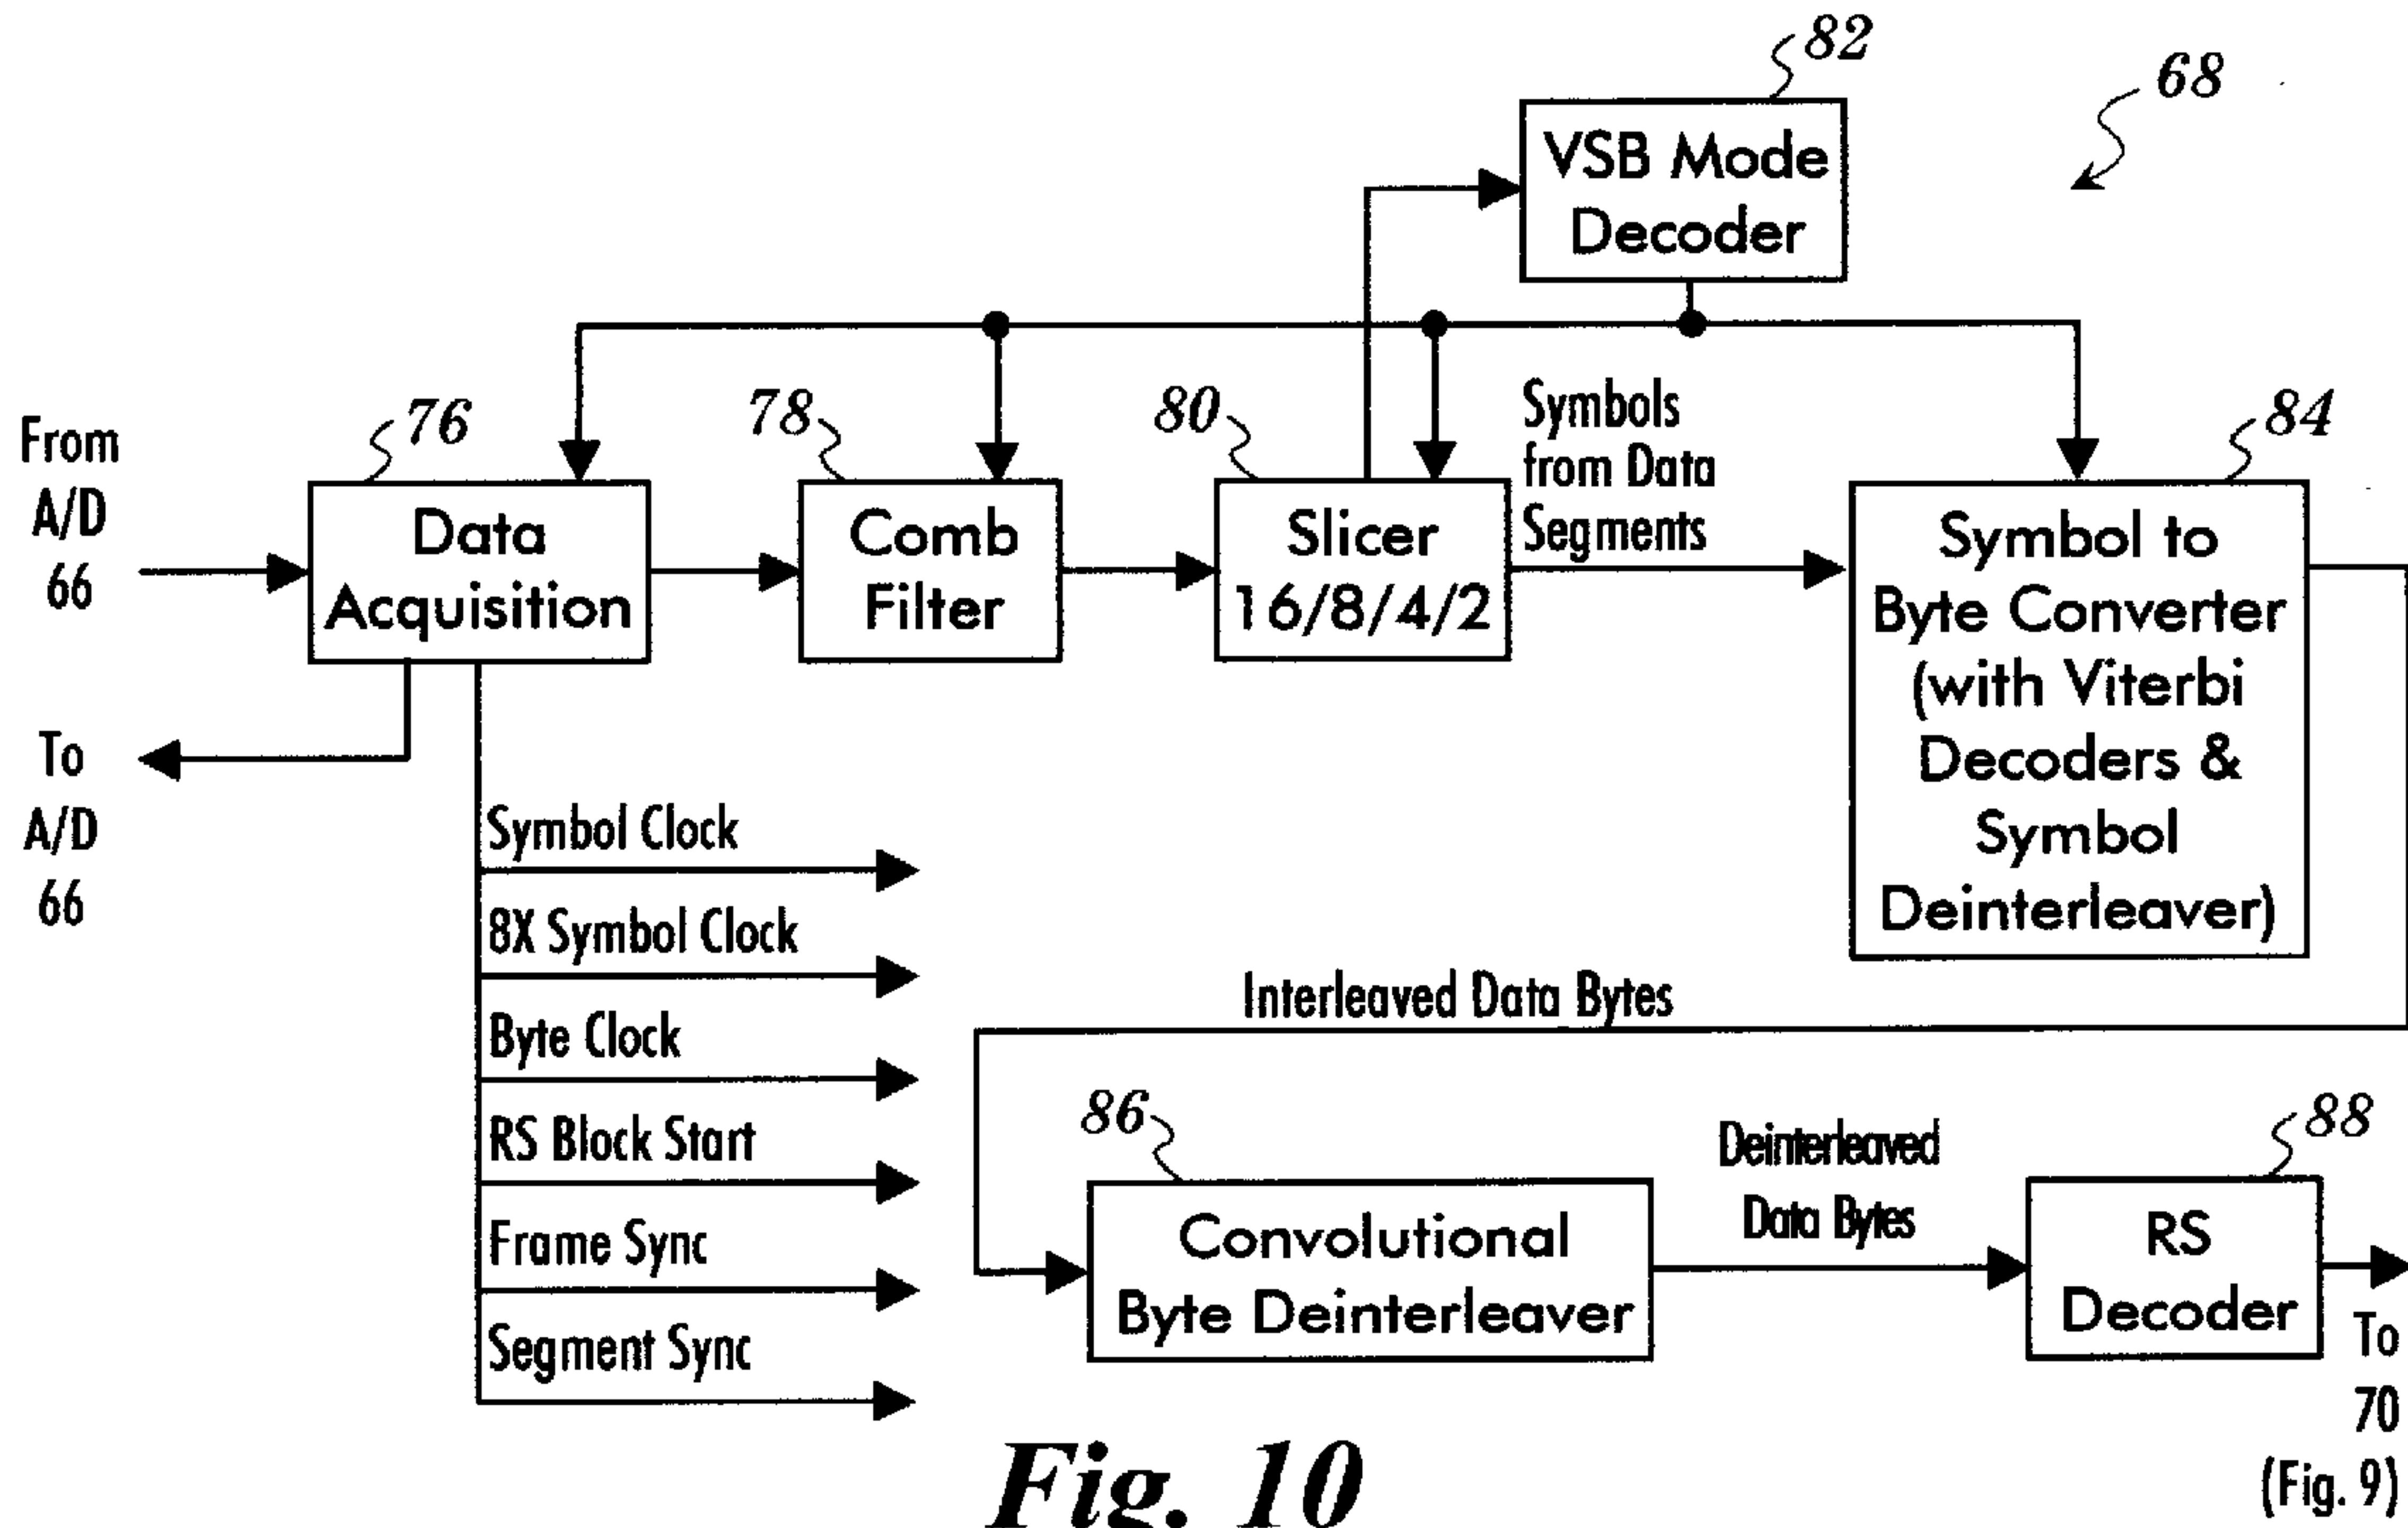 82
68
VSB Mode
Decoder
From
A/D
66
76
Data
Acquisition
78
Comb
Filter
80
Slicer
16/8/4/2
Symbols
from Data
Segments
84
Symbol to
Byte Converter
(with Viterbi
Decoders &
Symbol
Deinterleaver)
To
A/D
66
Symbol Clock
8X Symbol Clock
Byte Clock
RS Block Start
Frame Sync
Segment Sync
Interleaved Data Bytes
86
Convolutional
Byte Deinterleaver
Deinterleaved
Data Bytes
88
RS
Decoder
To
70
(Fig. 9)
Fig. 10